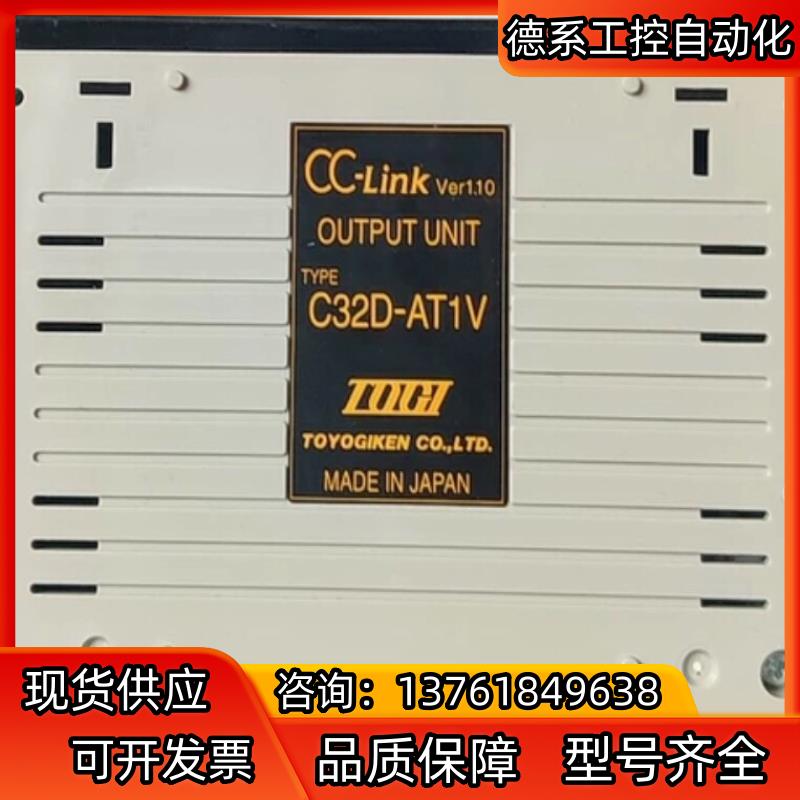 德系工控自动化
CC-Link Ver1.10
OUTPUT UNIT
TYPE
C32D-AT1V
TOGI
TOYOGIKEN CO.,LTD.
MADE IN JAPAN
现货供应
咨询：13761849638
可开发票
品质保障
型号齐全